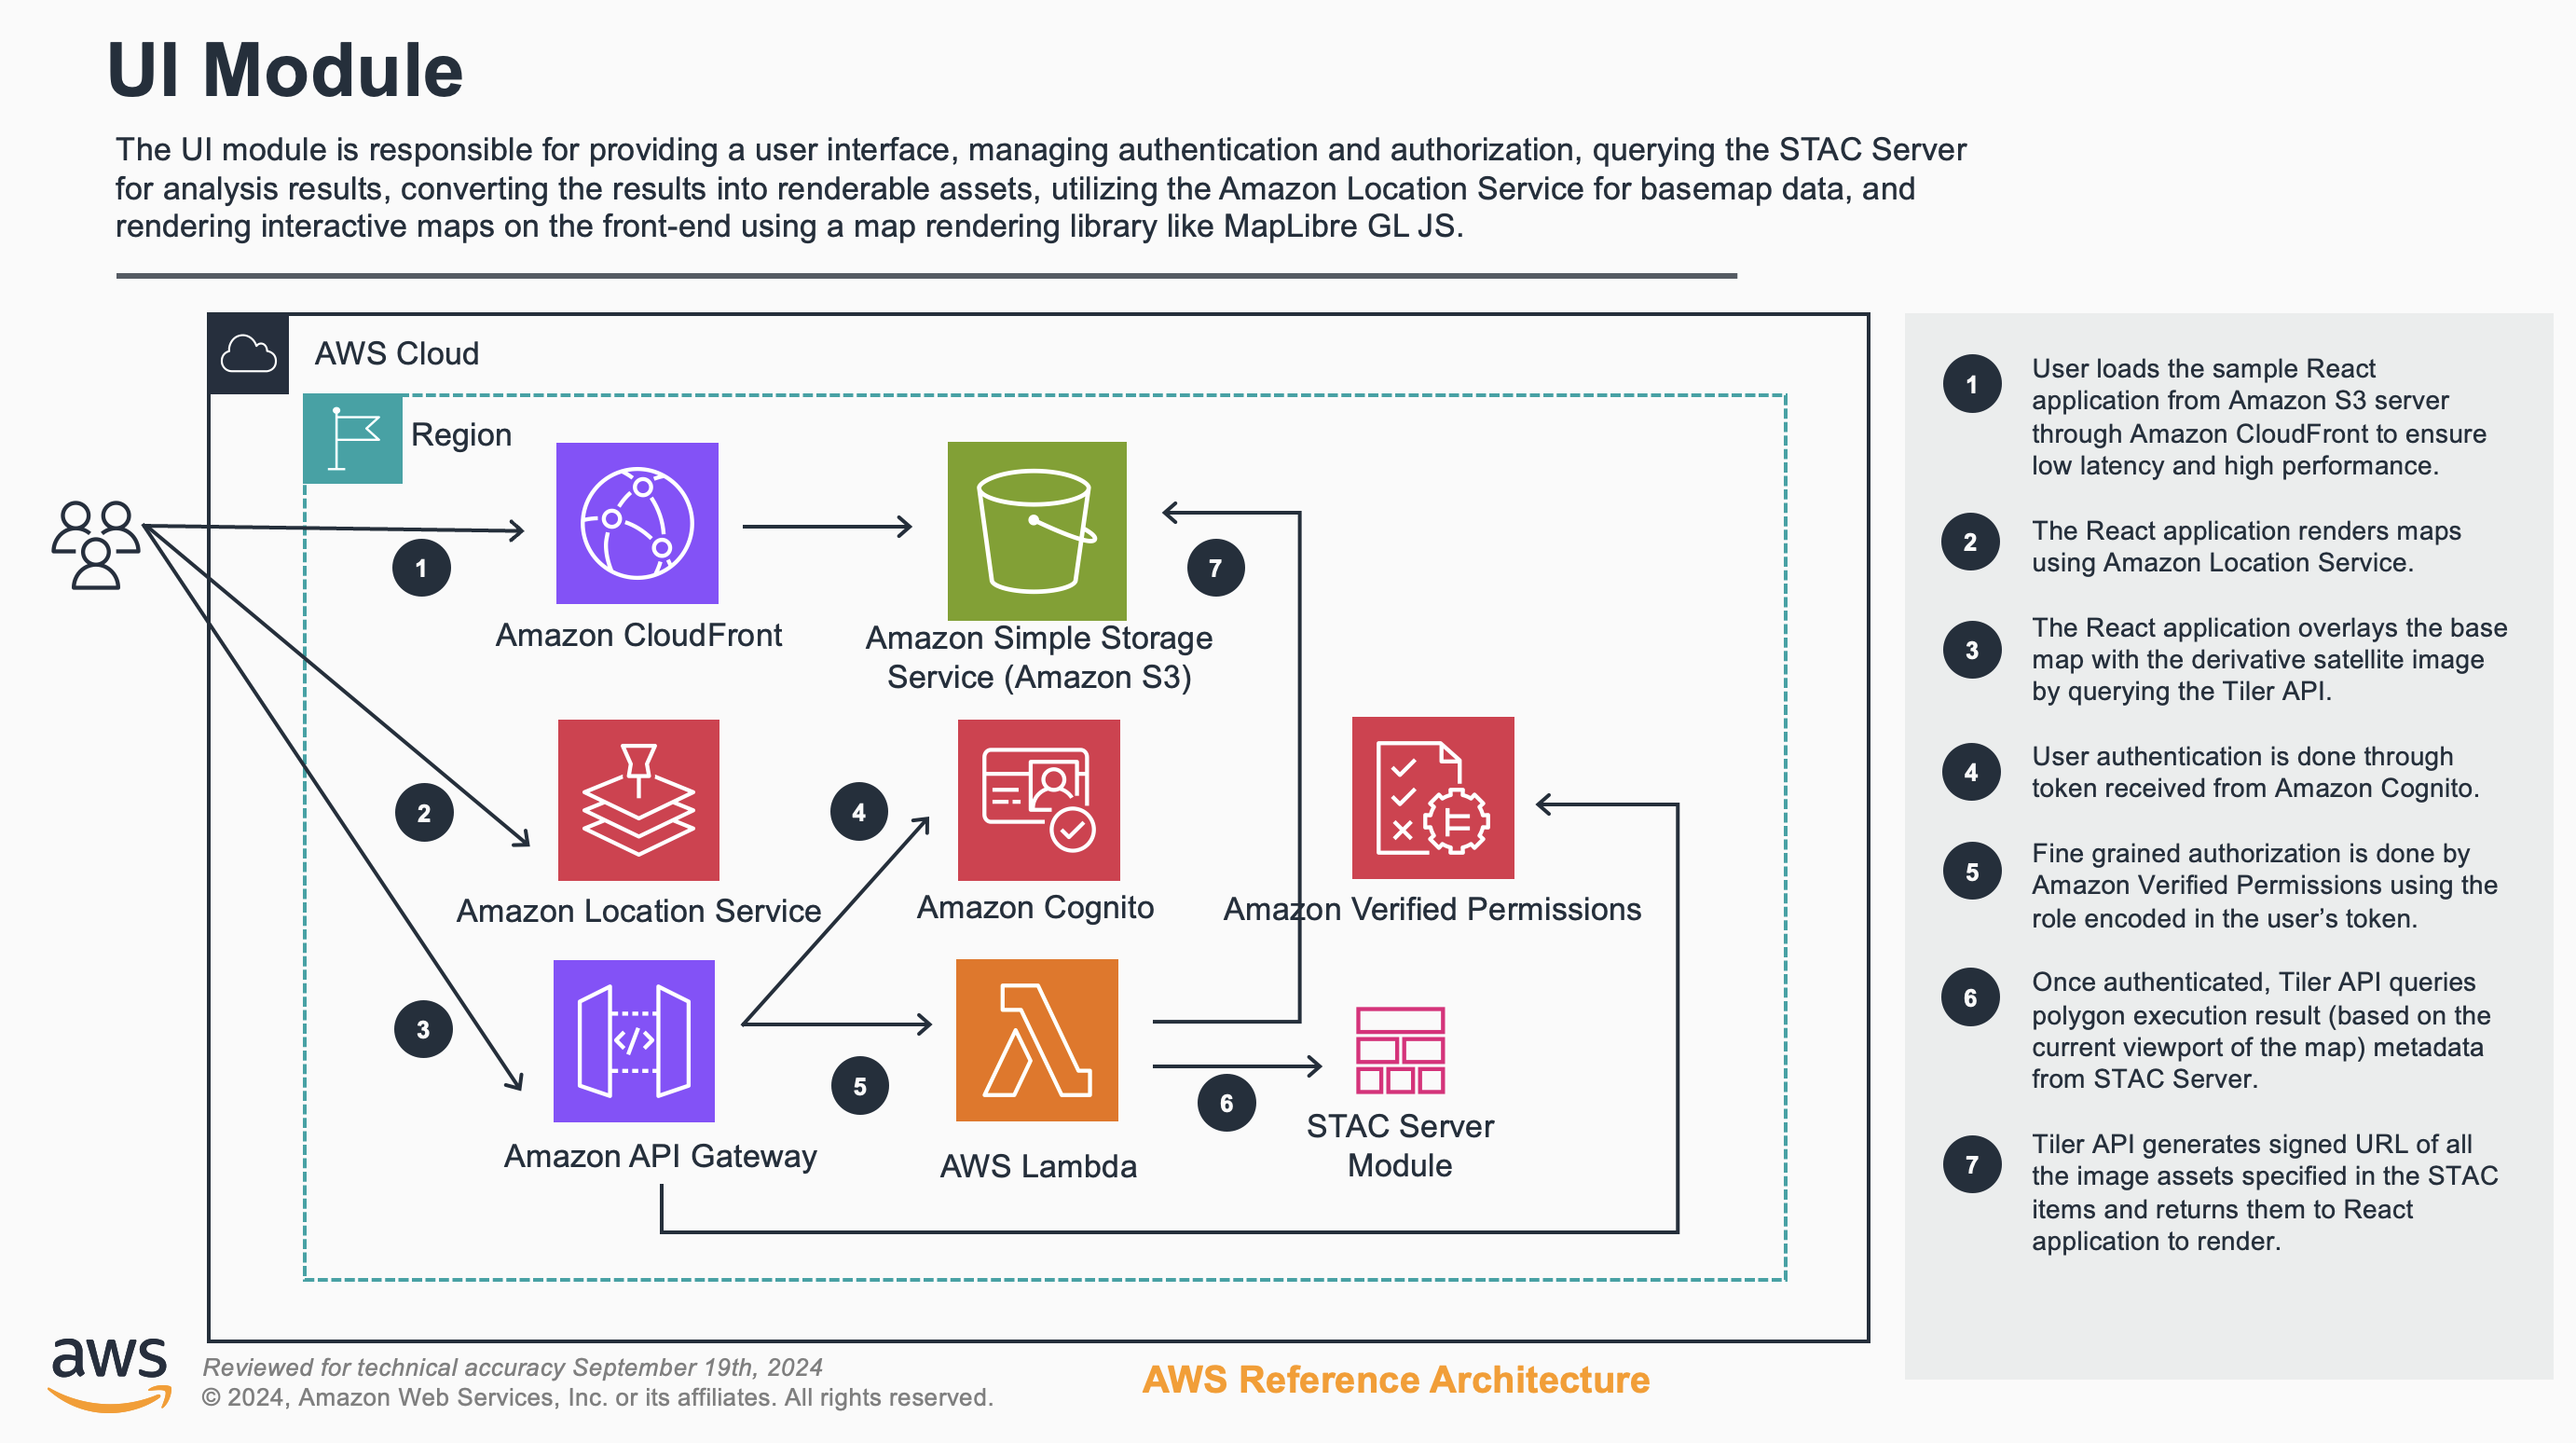 UI Module
The UI module is responsible for providing a user interface, managing authentication and authorization, querying the STAC Server
for analysis results, converting the results into renderable assets, utilizing the Amazon Location Service for basemap data, and
rendering interactive maps on the front-end using a map rendering library like MapLibre GL JS.
AWS Cloud
Region
1
Amazon CloudFront
Amazon Simple Storage
Service (Amazon S3)
7
2
Amazon Location Service
4
Amazon Cognito
Amazon Verified Permissions
3
Amazon API Gateway
5
AWS Lambda
6
STAC Server
Module
1
User loads the sample React
application from Amazon S3 server
through Amazon CloudFront to ensure
low latency and high performance.
2
The React application renders maps
using Amazon Location Service.
3
The React application overlays the base
map with the derivative satellite image
by querying the Tiler API.
4
User authentication is done through
token received from Amazon Cognito.
5
Fine grained authorization is done by
Amazon Verified Permissions using the
role encoded in the user’s token.
6
Once authenticated, Tiler API queries
polygon execution result (based on the
current viewport of the map) metadata
from STAC Server.
7
Tiler API generates signed URL of all
the image assets specified in the STAC
items and returns them to React
application to render.
aws
Reviewed for technical accuracy September 19th, 2024
© 2024, Amazon Web Services, Inc. or its affiliates. All rights reserved.
AWS Reference Architecture